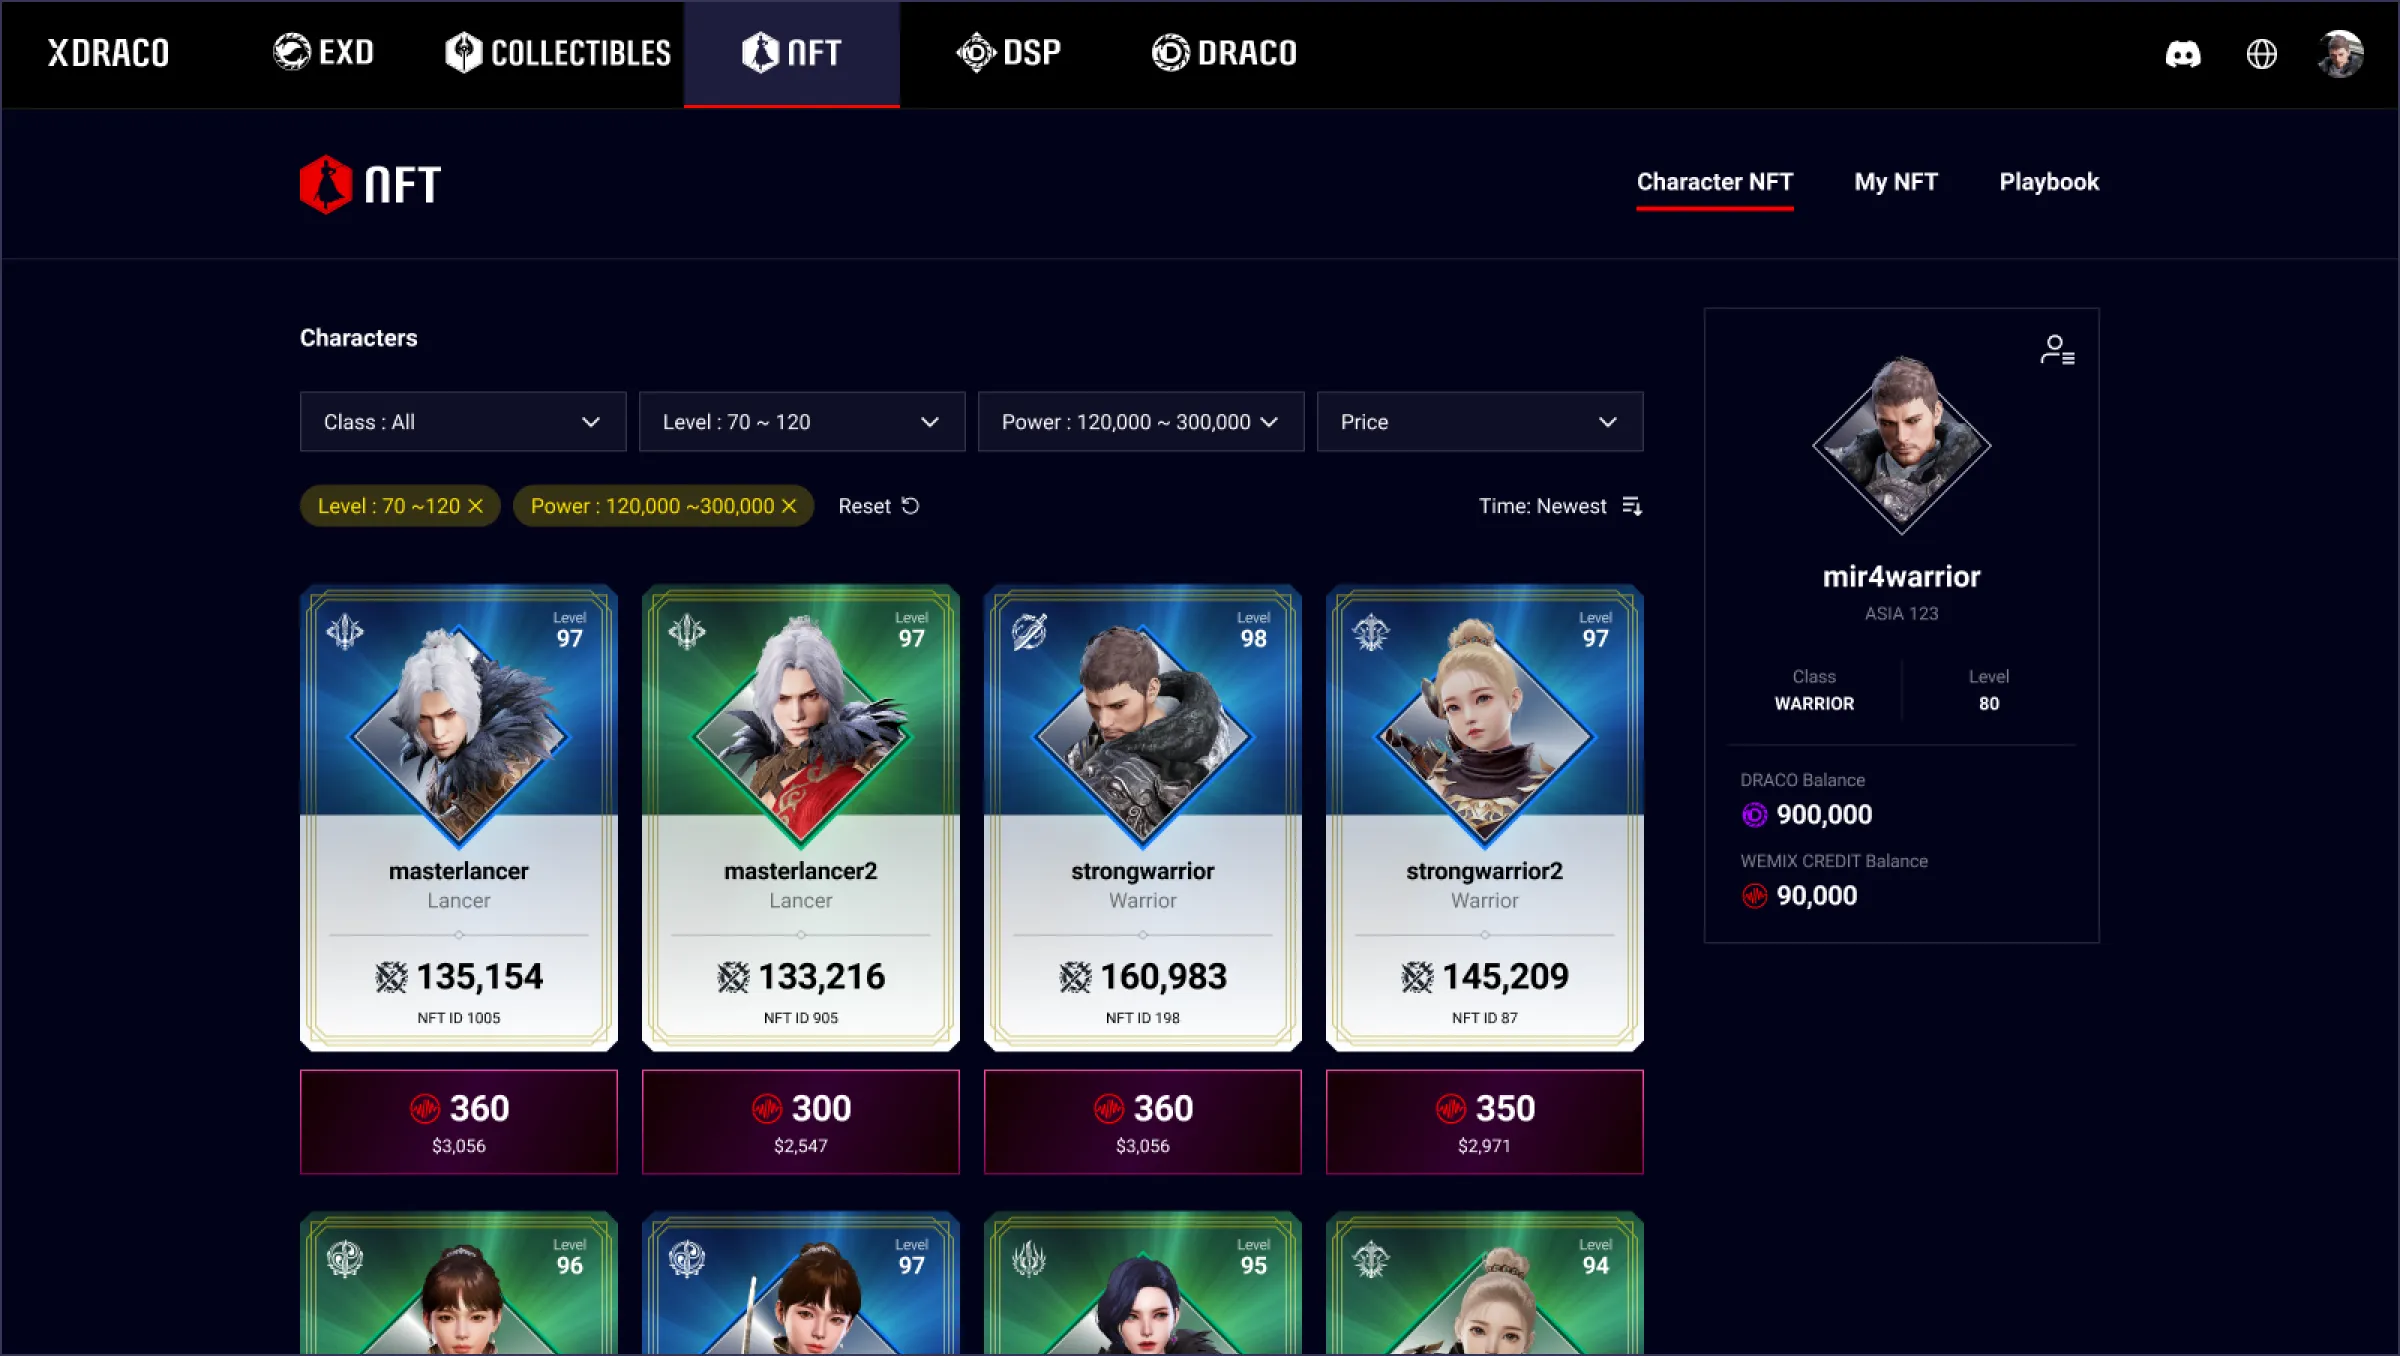 XDRACO
EXD
COLLECTIBLES
NFT
DSP
DRACO
NFT
Character NFT
My NFT
Playbook
Characters
Class : All
Level : 70 ~ 120
Power : 120,000 ~ 300,000
Price
Level : 70 ~120
Power : 120,000 ~300,000
Reset
Time: Newest
Level
97
masterlancer
Lancer
135,154
NFT ID 1005
360
$3,056
Level
97
masterlancer2
Lancer
133,216
NFT ID 905
300
$2,547
Level
98
strongwarrior
Warrior
160,983
NFT ID 198
360
$3,056
Level
97
strongwarrior2
Warrior
145,209
NFT ID 87
350
$2,971
Level
96
Level
97
Level
95
Level
94
mir4warrior
ASIA 123
Class
WARRIOR
Level
80
DRACO Balance
900,000
WEMIX CREDIT Balance
90,000